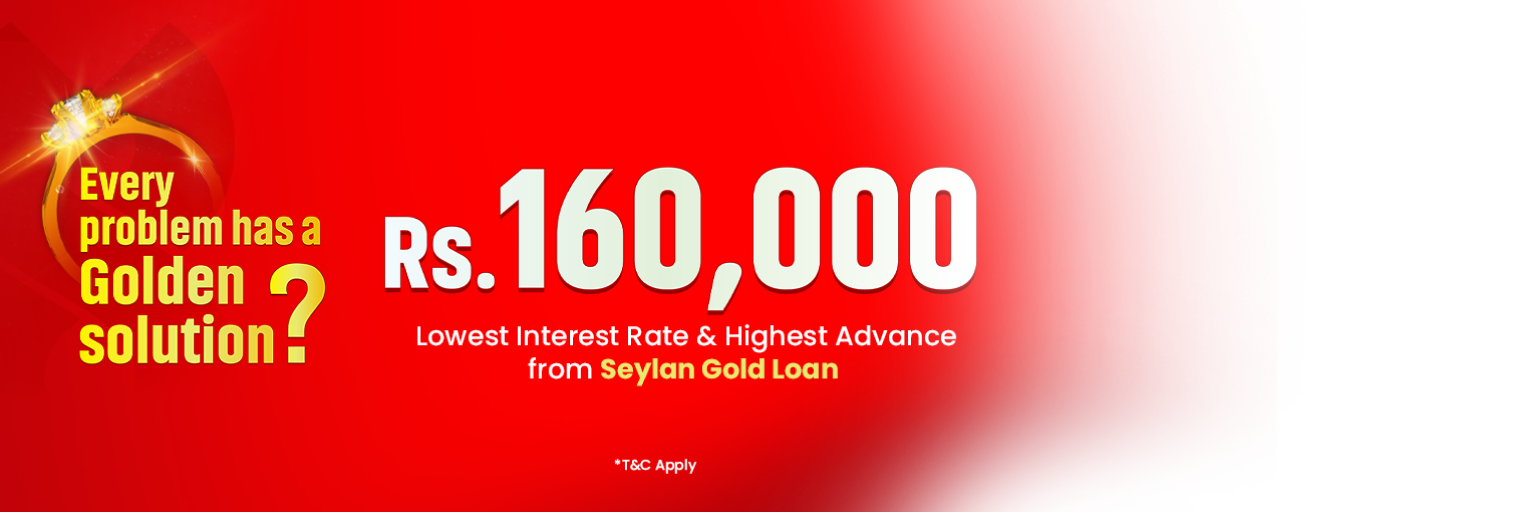 Every
problem has a
Golden
solution?
Rs.160,000
Lowest Interest Rate & Highest Advance
from Seylan Gold Loan
*T&C Apply